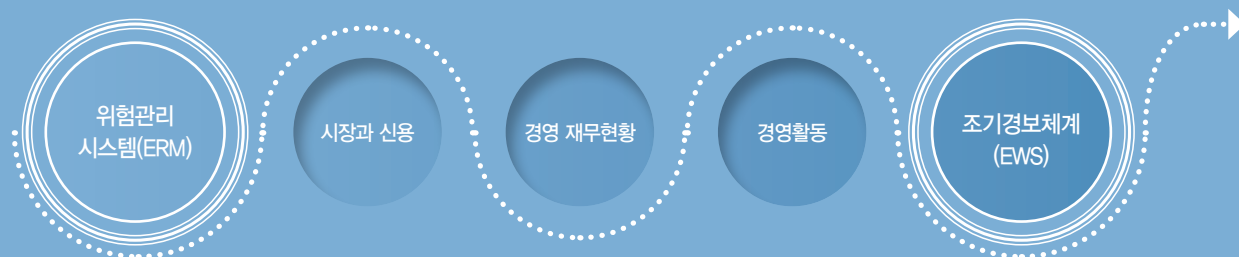 위험관리
시스템(ERM)
시장과 신용
경영 재무현황
경영활동
조기경보체계
(EWS)